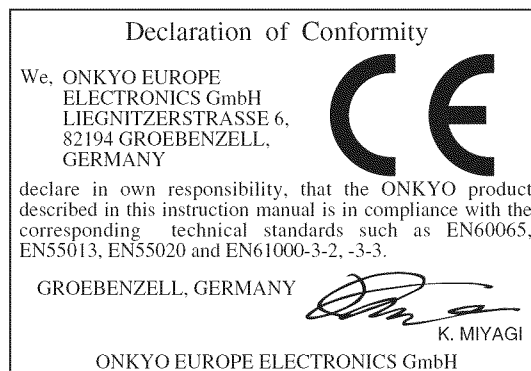 Declaration of Conformity
We, ONKYO EUROPE
ELECTRONICS GmbH
LIEGNITZERSTRASSE 6,
82194 GROEBENZELL,
GERMANY
CE
declare in own responsibility, that the ONKYO product
described in this instruction manual is in compliance with the
corresponding technical standards such as EN60065,
EN55013, EN55020 and EN61000-3-2, -3-3.
GROEBENZELL, GERMANY
K. MIYAGI
ONKYO EUROPE ELECTRONICS GmbH